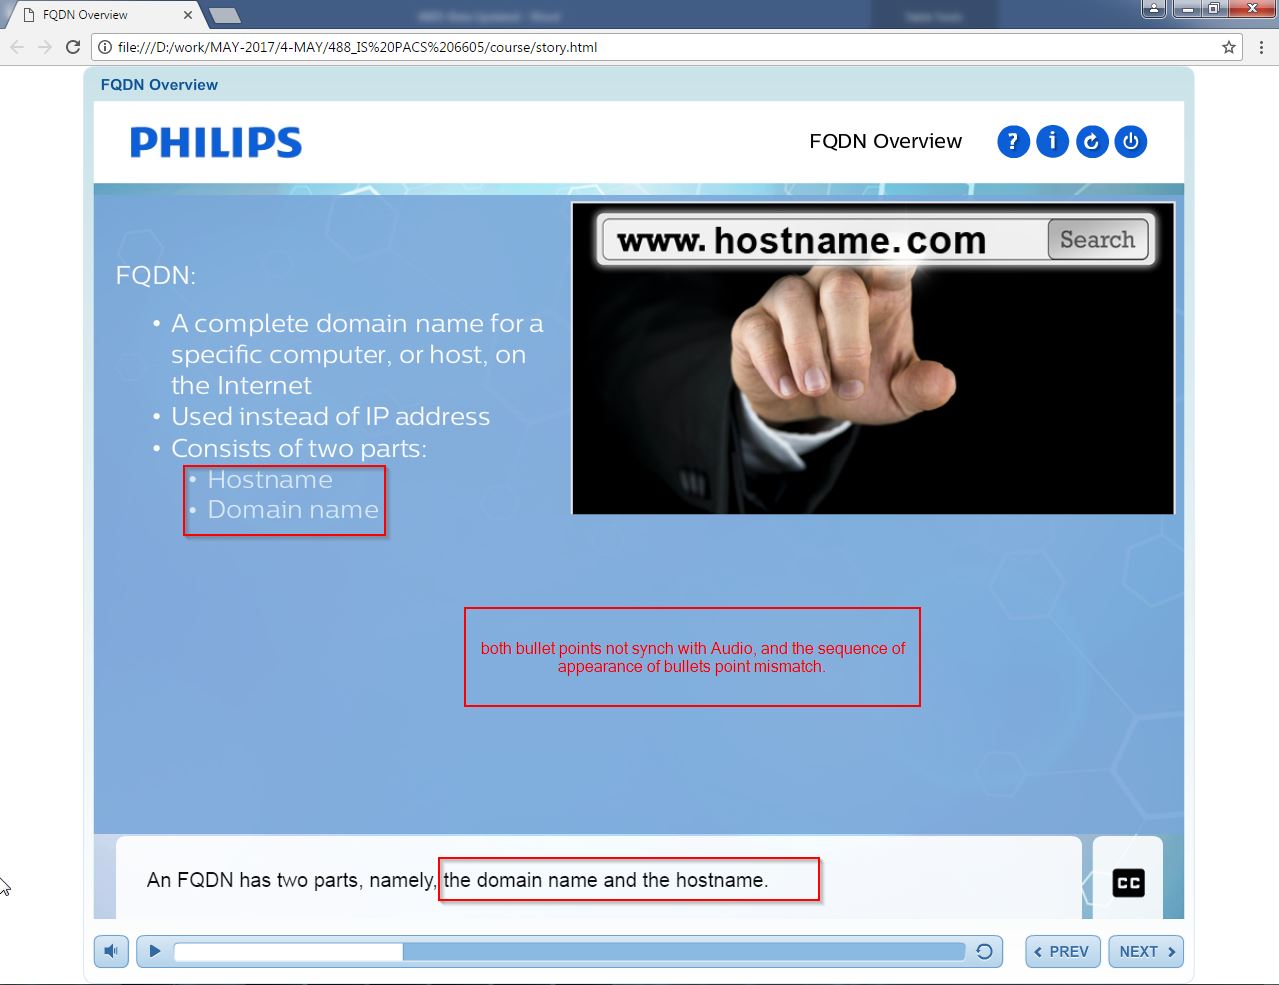 FQDN Overview
file:///D:/work/MAY-2017/4-MAY/488_IS%20PACS%206605/course/story.html
FQDN Overview
PHILIPS
FQDN Overview
? i
www.hostname.com Search
FQDN:
• A complete domain name for a
specific computer, or host, on
the Internet
• Used instead of IP address
• Consists of two parts:
• Hostname
• Domain name
both bullet points not synch with Audio, and the sequence of
appearance of bullets point mismatch.
An FQDN has two parts, namely, the domain name and the hostname.
CC
PREV NEXT